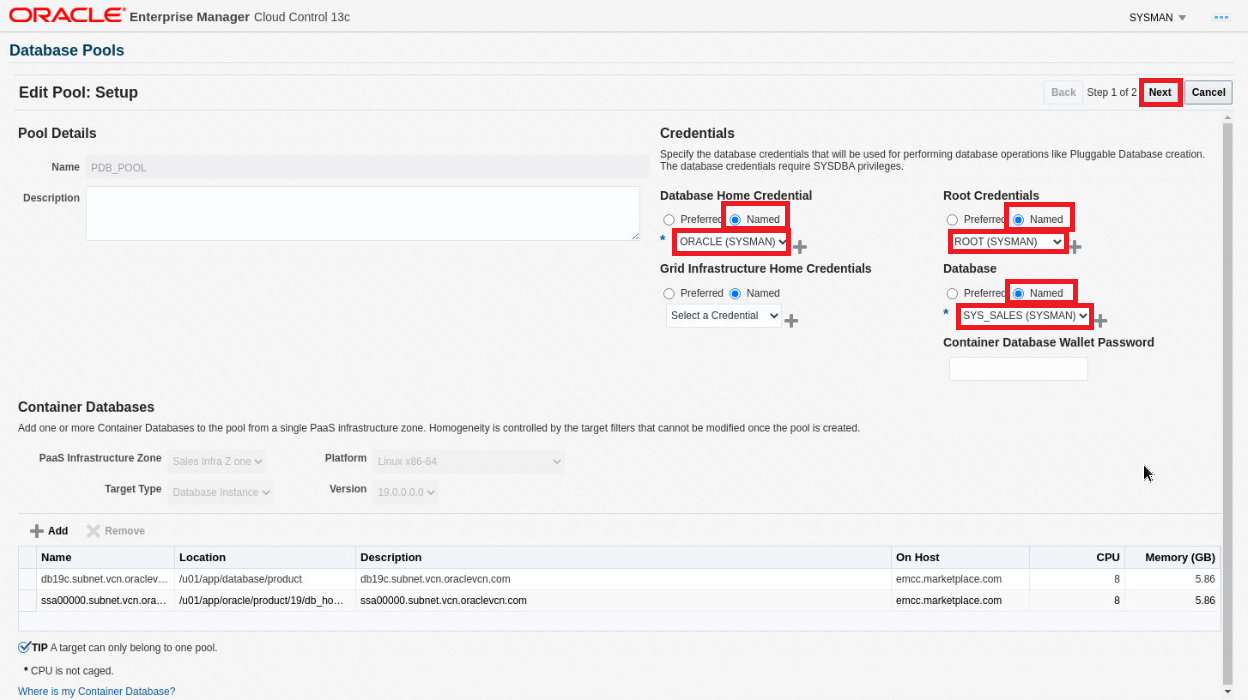 ORACLE Enterprise Manager Cloud Control 13c
SYSMAN
Database Pools
Edit Pool: Setup
Back Step 1 of 2 Next Cancel
Pool Details
Name PDB_POOL
Description
Credentials
Specify the database credentials that will be used for performing database operations like Pluggable Database creation.
The database credentials require SYSDBA privileges.
Database Home Credential
Preferred Named
* ORACLE (SYSMAN)
Root Credentials
Preferred Named
ROOT (SYSMAN)
Grid Infrastructure Home Credentials
Preferred Named
Select a Credential
Database
Preferred Named
* SYS_SALES (SYSMAN)
Container Database Wallet Password
Container Databases
Add one or more Container Databases to the pool from a single PaaS infrastructure zone. Homogeneity is controlled by the target filters that cannot be modified once the pool is created.
PaaS Infrastructure Zone Sales Infra Z one Platform Linux x86-64
Target Type Database Instance Version 19.0.0.0.0
Add Remove
Name Location Description On Host CPU Memory (GB)
db19c.subnet.vcn.oraclev... /u01/app/database/product db19c.subnet.vcn.oraclevcn.com emcc.marketplace.com 8 5.86
ssa00000.subnet.vcn.ora... /u01/app/oracle/product/19/db_ho... ssa00000.subnet.vcn.oraclevcn.com emcc.marketplace.com 8 5.86
TIP A target can only belong to one pool.
* CPU is not caged.
Where is my Container Database?